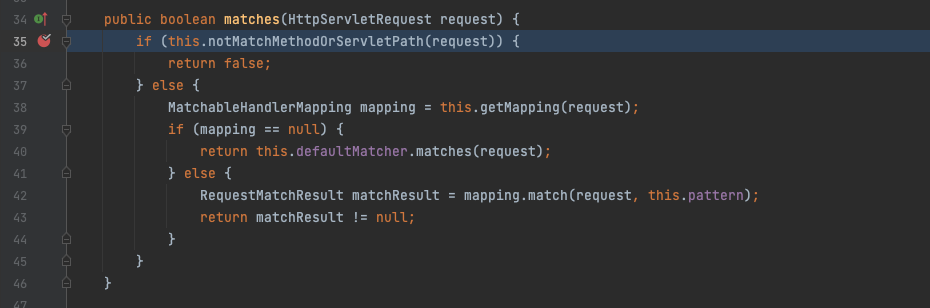 34 public boolean matches(HttpServletRequest request) {
35 if (this.notMatchMethodOrServletPath(request)) {
36 return false;
37 } else {
38 MatchableHandlerMapping mapping = this.getMapping(request);
39 if (mapping == null) {
40 return this.defaultMatcher.matches(request);
41 } else {
42 RequestMatchResult matchResult = mapping.match(request, this.pattern);
43 return matchResult != null;
44 }
45 }
46 }
47